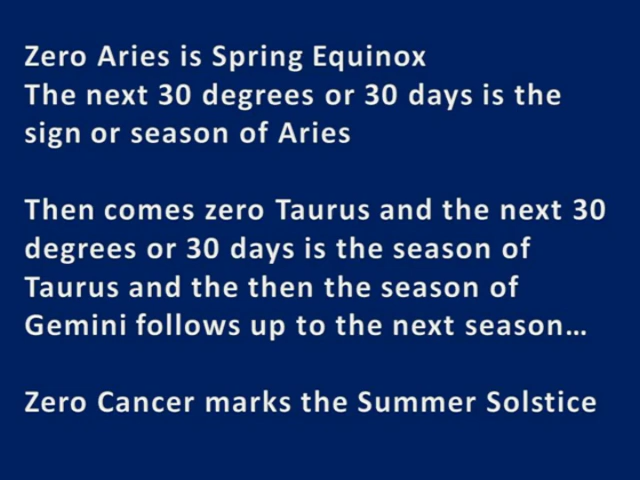 Zero Aries is Spring Equinox
The next 30 degrees or 30 days is the
sign or season of Aries
Then comes zero Taurus and the next 30
degrees or 30 days is the season of
Taurus and the then the season of
Gemini follows up to the next season…
Zero Cancer marks the Summer Solstice